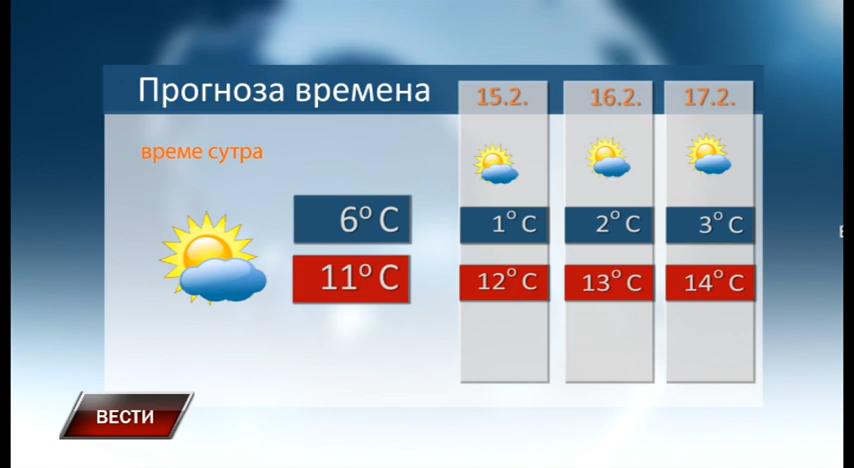 Прогноза времена
15.2. 16.2. 17.2.
време сутра
6° C
11° C
1° C 2° C 3° C
12° C 13° C 14° C
ВЕСТИ